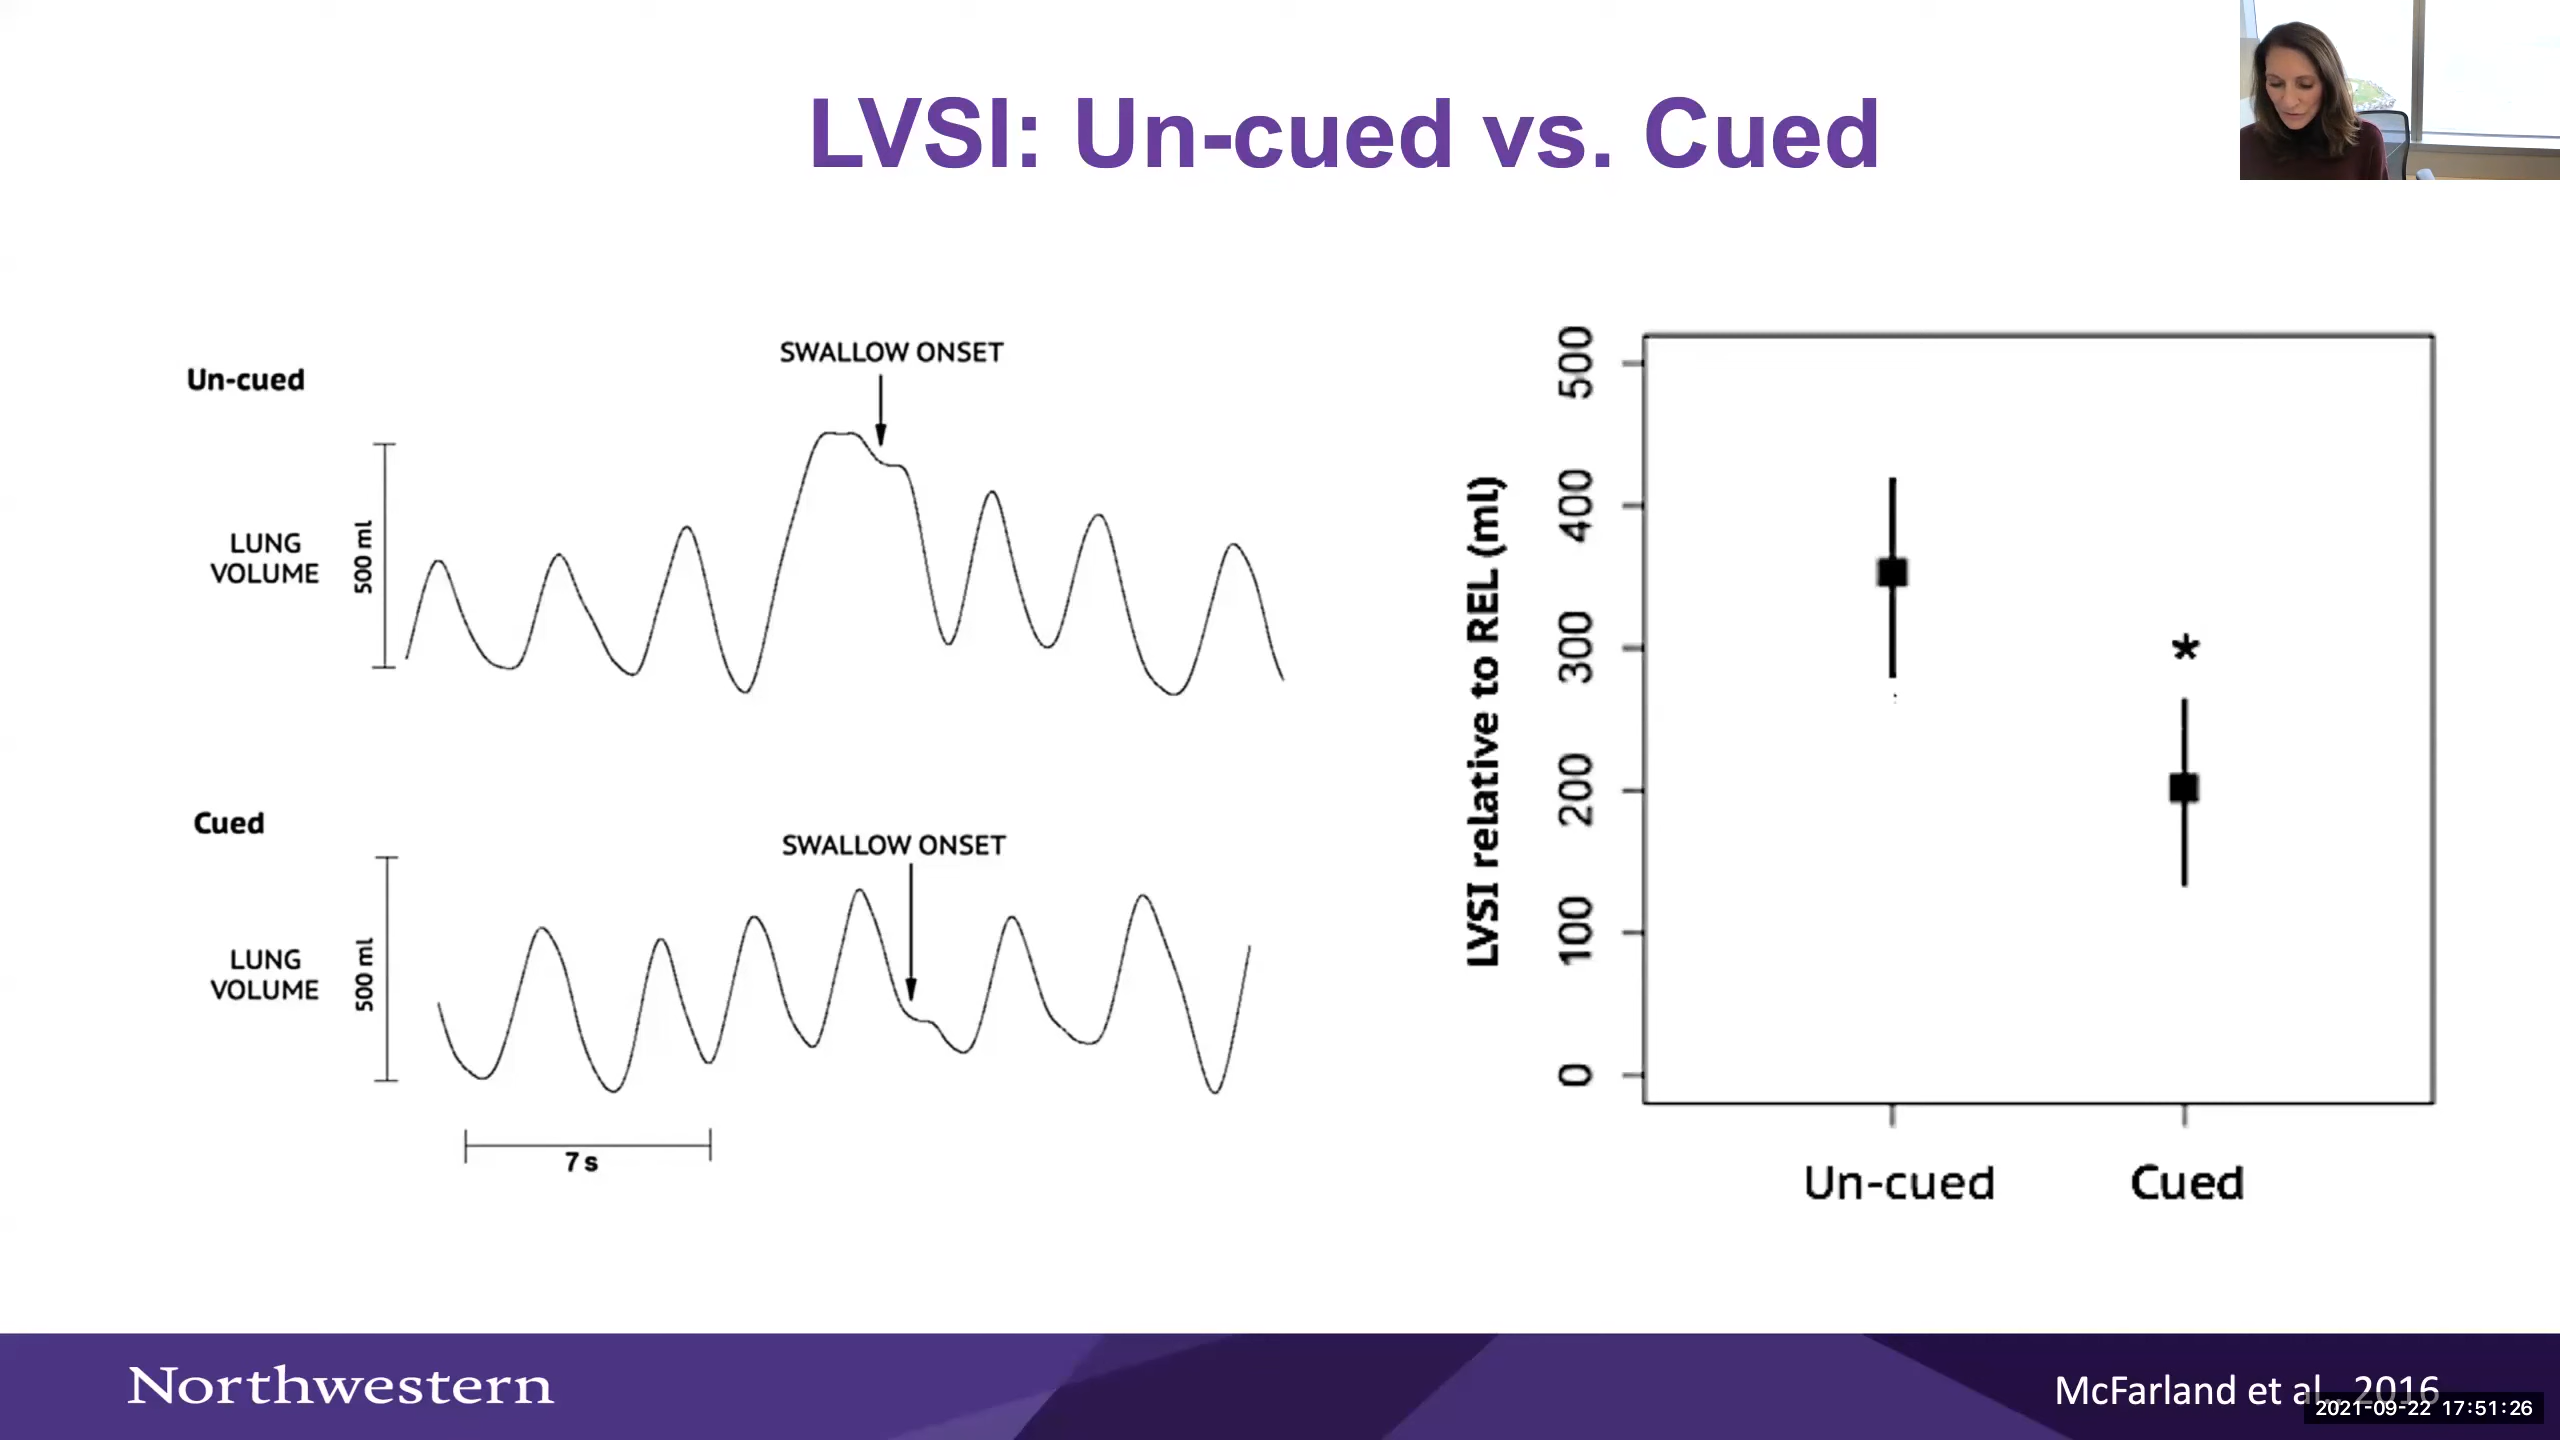 LVSI: Un-cued vs. Cued
Un-cued
SWALLOW ONSET
LUNG
VOLUME
500 ml
Cued
SWALLOW ONSET
LUNG
VOLUME
500 ml
7 s
LVSI relative to REL (ml)
500
400
300
200
100
0
*
Un-cued
Cued
Northwestern
McFarland et al., 2016
2021-09-22 17:51:26